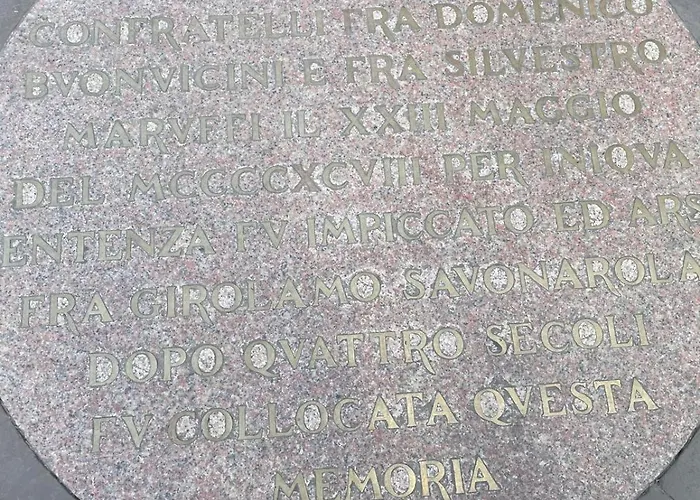 CONFRATELLI FRA DOMENICO
BVONVICINI E FRA SILVESTRO
MARVFFI IL XXIII MAGGIO
DEL MCCCCXCVIII PER INIQVA
ENTENZA FV IMPICCATO ED ARS
FRA GIROLAMO SAVONAROLA
DOPO QVATTRO SECOLI
FV COLLOCATA QVESTA
MEMORIA